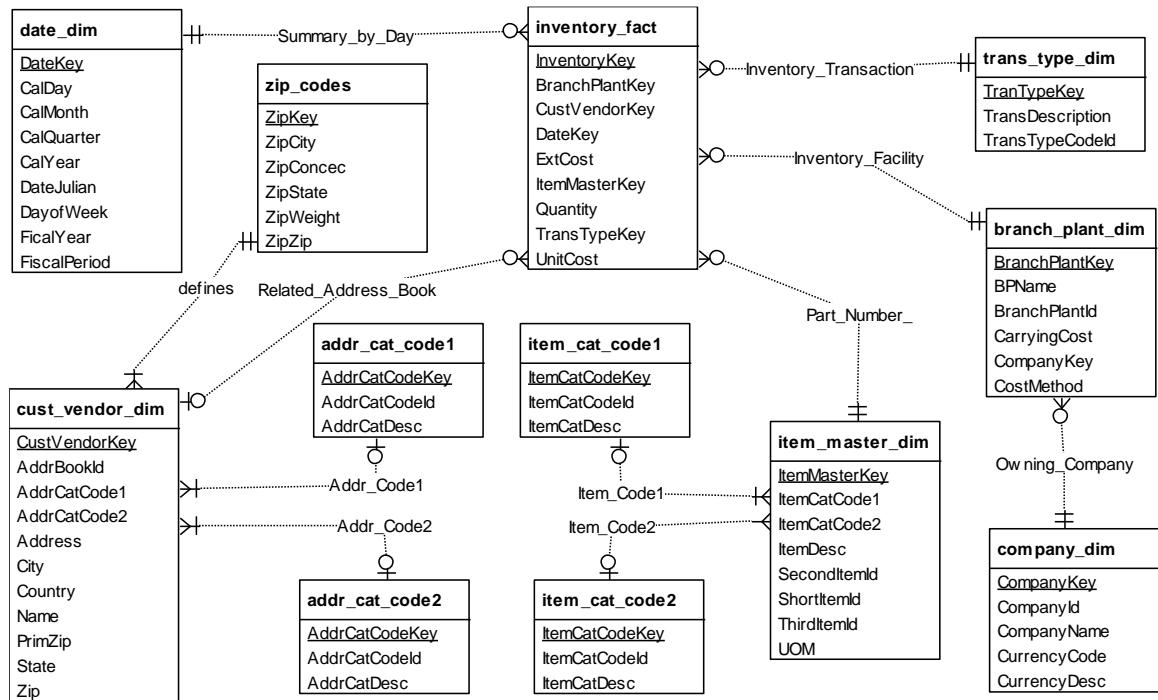 date_dim
DateKey
CalDay
CalMonth
CalQuarter
CalYear
DateJulian
DayofWeek
FicalYear
FiscalPeriod
Summary_by_Day
zip_codes
ZipKey
ZipCity
ZipConcec
ZipState
ZipWeight
ZipZip
inventory_fact
InventoryKey
BranchPlantKey
CustVendorKey
DateKey
ExtCost
ItemMasterKey
Quantity
TransTypeKey
UnitCost
Inventory_Transaction
trans_type_dim
TranTypeKey
TransDescription
TransTypeCodeId
Inventory_Facility
branch_plant_dim
BranchPlantKey
BPName
BranchPlantId
CarryingCost
CompanyKey
CostMethod
defines
Related_Address_Book
Part_Number_
cust_vendor_dim
CustVendorKey
AddrBookId
AddrCatCode1
AddrCatCode2
Address
City
Country
Name
PrimZip
State
Zip
addr_cat_code1
AddrCatCodeKey
AddrCatCodeId
AddrCatDesc
Addr_Code1
Addr_Code2
addr_cat_code2
AddrCatCodeKey
AddrCatCodeId
AddrCatDesc
item_cat_code1
ItemCatCodeKey
ItemCatCodeId
ItemCatDesc
Item_Code1
Item_Code2
item_cat_code2
ItemCatCodeKey
ItemCatCodeId
ItemCatDesc
item_master_dim
ItemMasterKey
ItemCatCode1
ItemCatCode2
ItemDesc
SecondItemId
ShortItemId
ThirdItemId
UOM
Owning_Company
company_dim
CompanyKey
CompanyId
CompanyName
CurrencyCode
CurrencyDesc